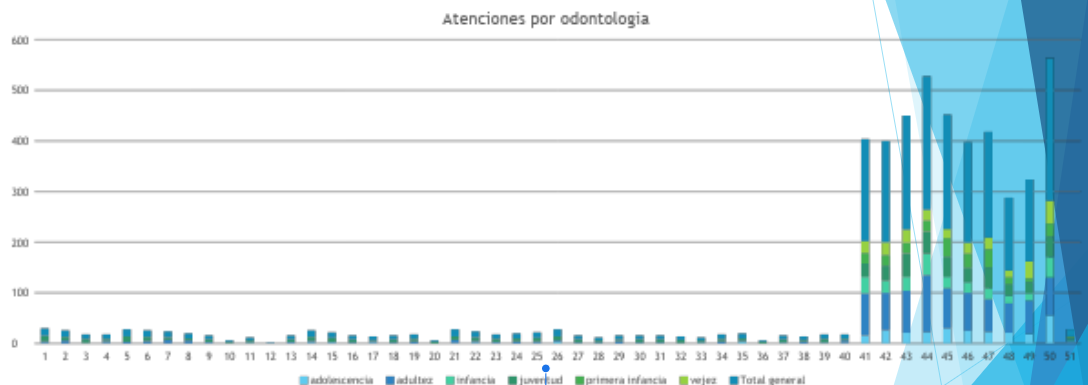 Atenciones por odontologia
600
500
400
300
200
100
0
1 2 3 4 5 6 7 8 9 10 11 12 13 14 15 16 17 18 19 20 21 22 23 24 25 26 27 28 29 30 31 32 33 34 35 36 37 38 39 40 41 42 43 44 45 46 47 48 49 50 51
adolescencia adultez infancia juventud primera infancia vejez Total general